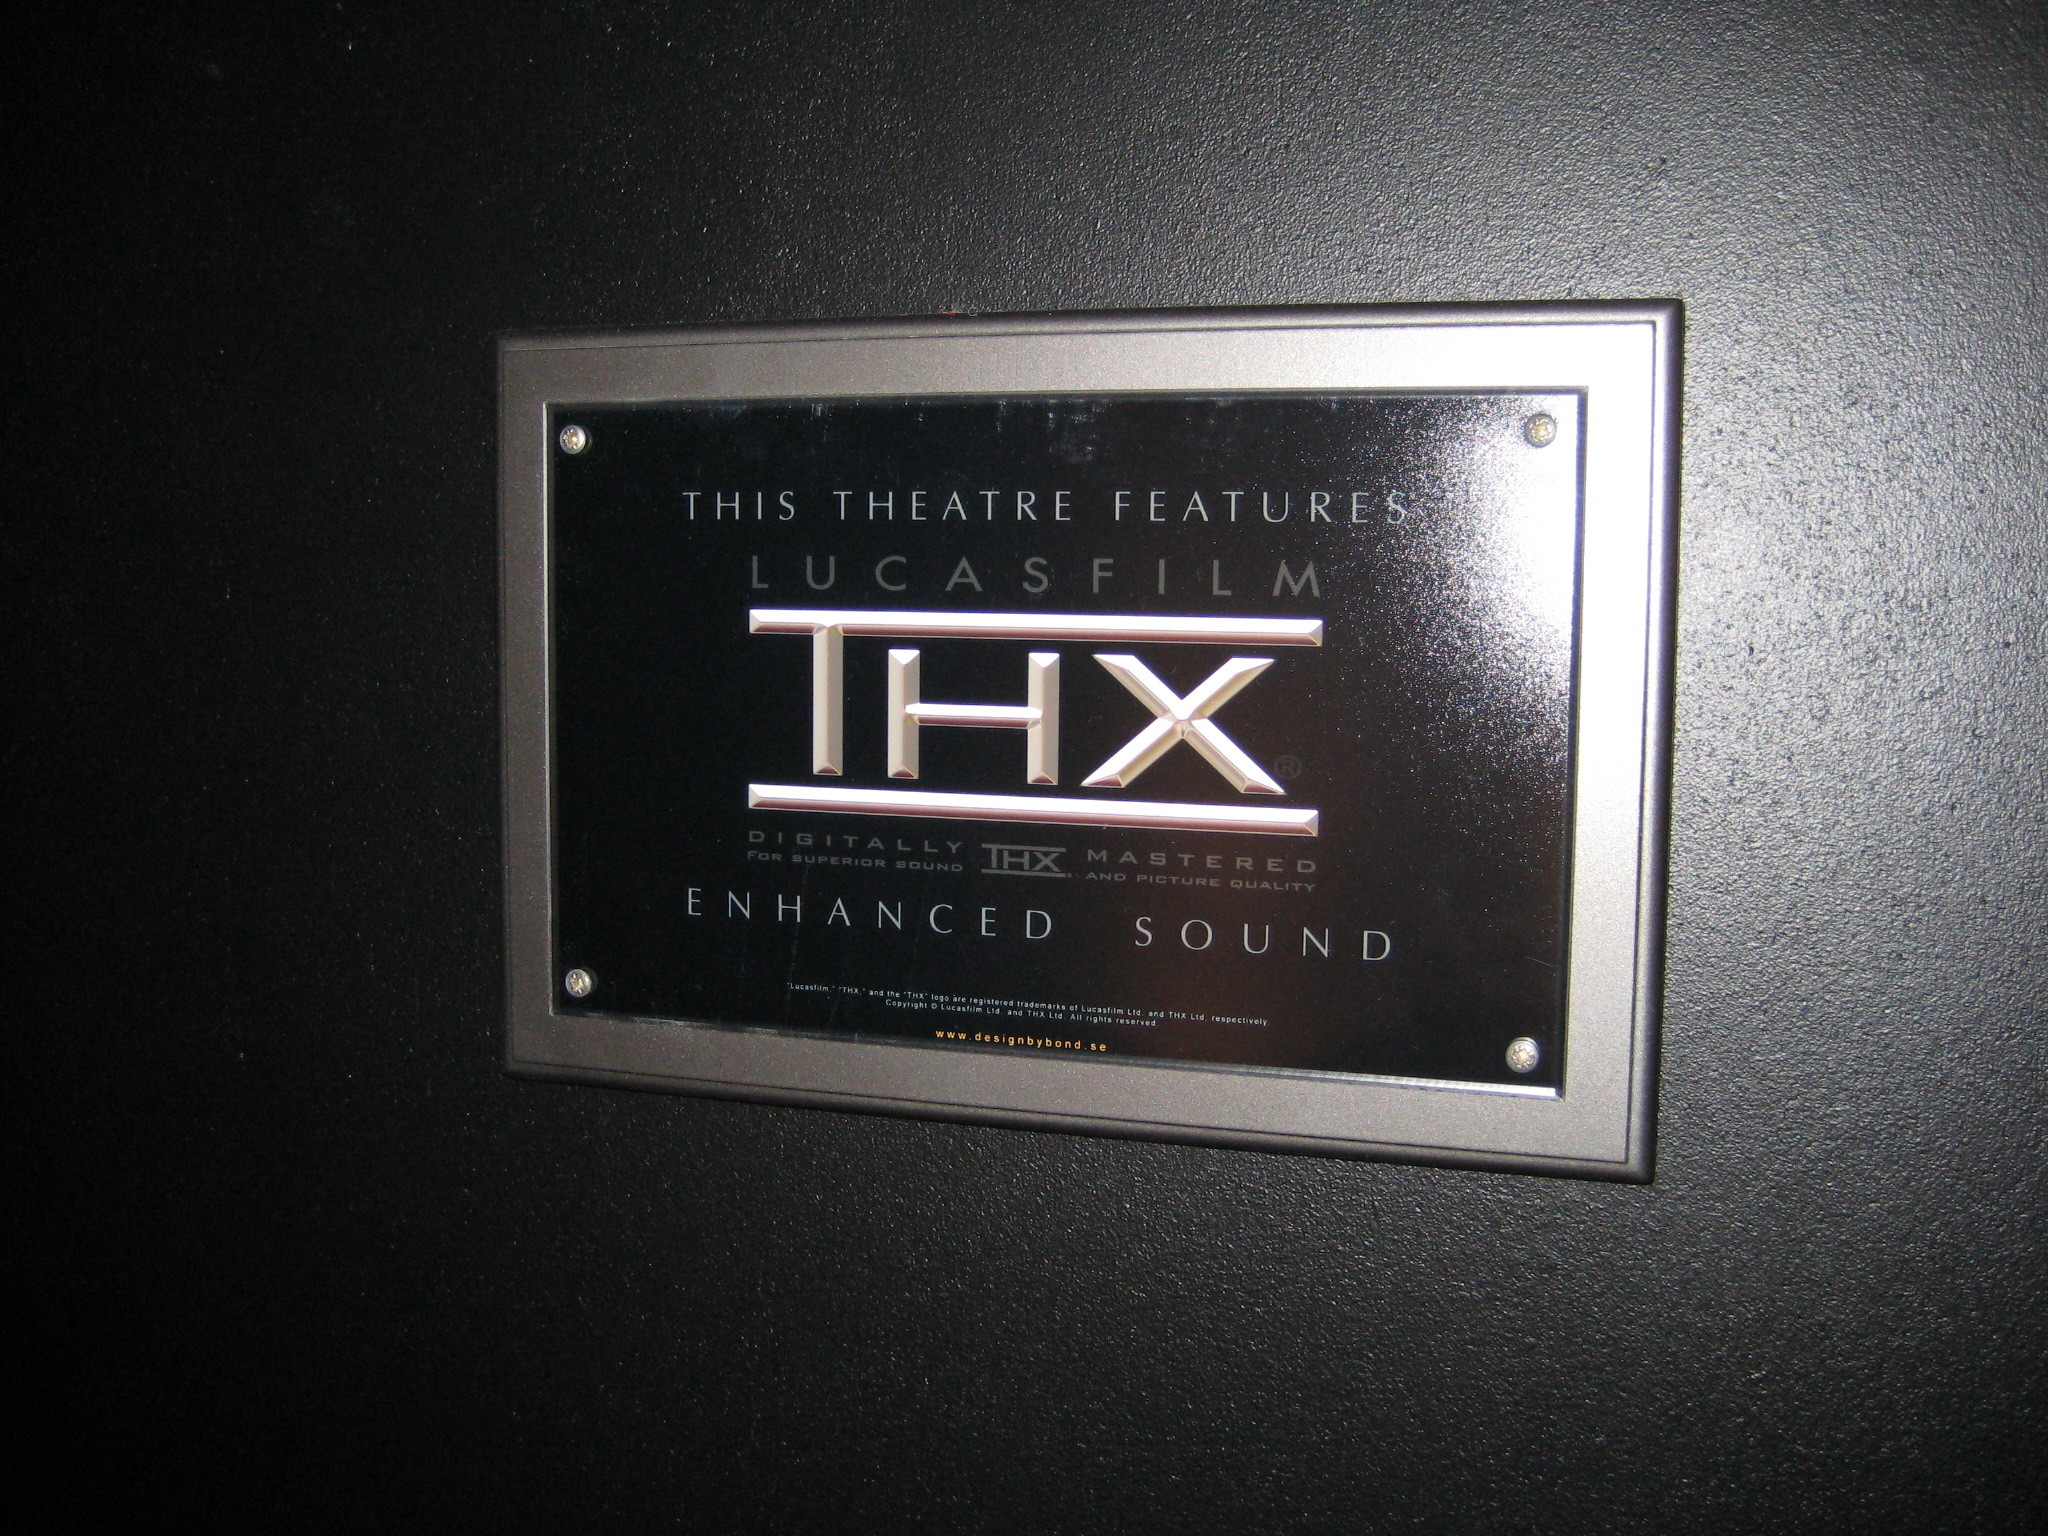 THIS THEATRE FEATURES
LUCASFILM
THX ®
DIGITALLY THX MASTERED
FOR SUPERIOR SOUND AND PICTURE QUALITY
ENHANCED SOUND
"Lucasfilm," "THX," and the "THX" logo are registered trademarks of Lucasfilm Ltd. and THX Ltd. respectively.
Copyright © Lucasfilm Ltd. and THX Ltd. All rights reserved
www.designbybond.se